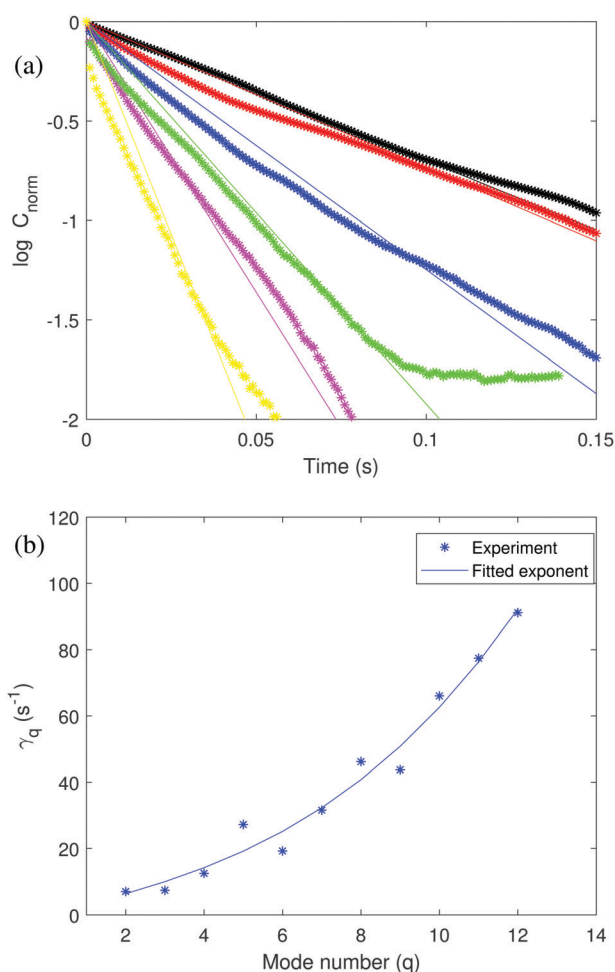 (a)
0
-0.5
-1
-1.5
-2
log C_norm
0
0.05
0.1
0.15
Time (s)
(b)
120
100
80
60
40
20
0
γ_q (s^-1)
Experiment
Fitted exponent
2
4
6
8
10
12
14
Mode number (q)